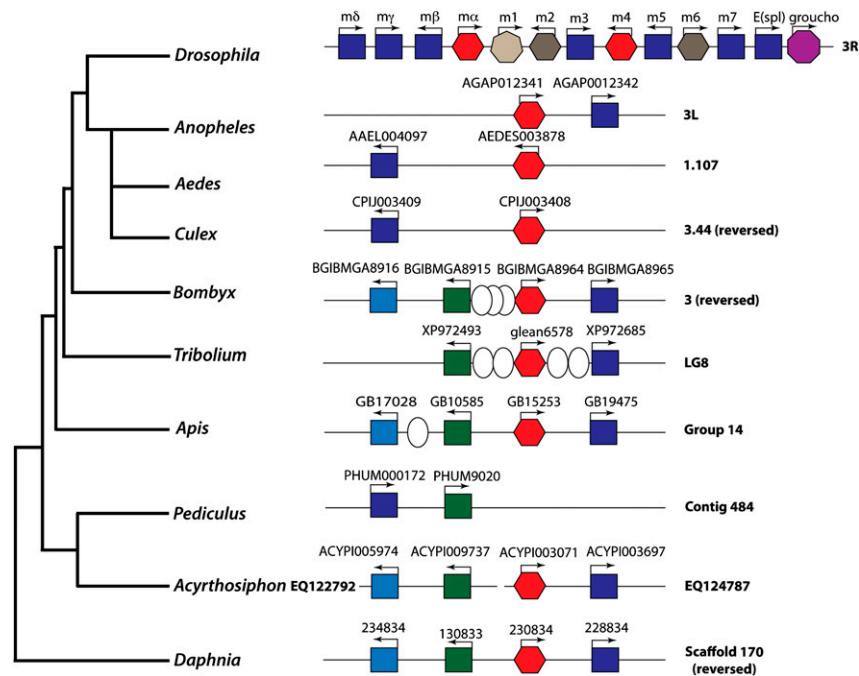 mδ mγ mβ mα m1 m2 m3 m4 m5 m6 m7 E(spl) groucho
Drosophila 3R
AGAP012341 AGAP0012342
Anopheles 3L
AAEL004097 AEDES003878
1.107
Aedes
CPIJ003409 CPIJ003408
Culex 3.44 (reversed)
BGIBMGA8916 BGIBMGA8915 BGIBMGA8964 BGIBMGA8965
Bombyx 3 (reversed)
XP972493 glean6578 XP972685
Tribolium LG8
GB17028 GB10585 GB15253 GB19475
Apis Group 14
PHUM000172 PHUM9020
Pediculus Contig 484
ACYPI005974 ACYPI009737 ACYPI003071 ACYPI003697
Acyrthosiphon EQ122792 EQ124787
234834 130833 230834 228834
Daphnia Scaffold 170
(reversed)